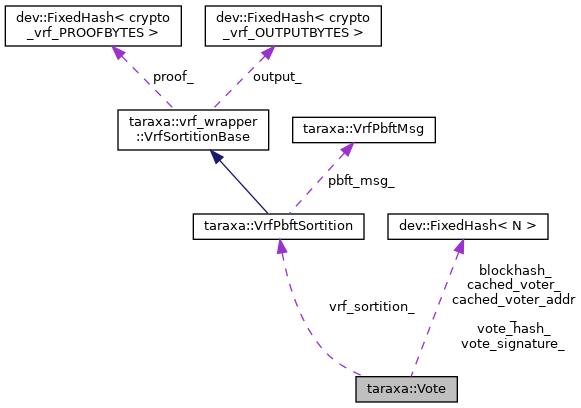 dev::FixedHash< crypto
_vrf_PROOFBYTES >
dev::FixedHash< crypto
_vrf_OUTPUTBYTES >
proof_
output_
taraxa::vrf_wrapper
::VrfSortitionBase
taraxa::VrfPbftMsg
pbft_msg_
taraxa::VrfPbftSortition
dev::FixedHash< N >
vrf_sortition_
blockhash_
cached_voter_
cached_voter_addr
_
vote_hash_
vote_signature_
taraxa::Vote